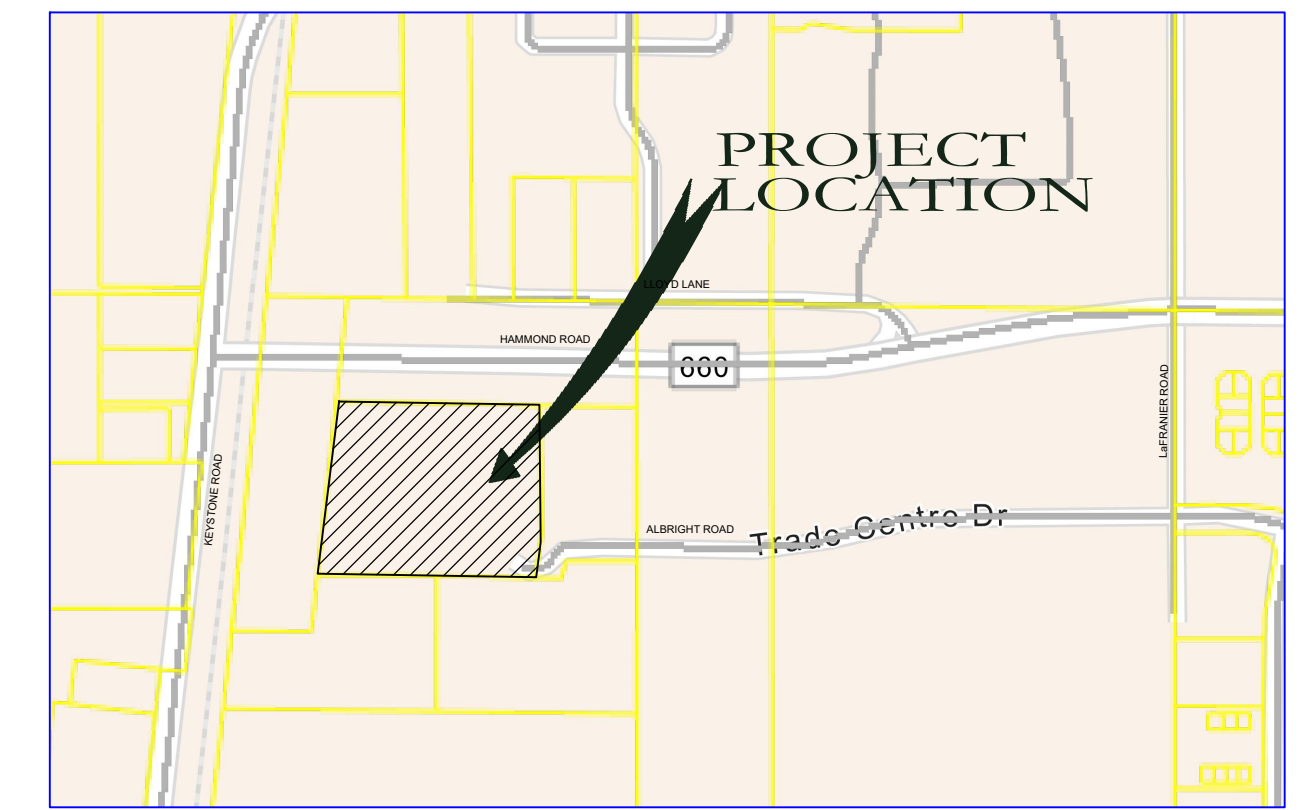 PROJECT
LOCATION
LLOYD LANE
HAMMOND ROAD
660
LaFRANIER ROAD
KEYSTONE ROAD
ALBRIGHT ROAD
Trade Centre Dr